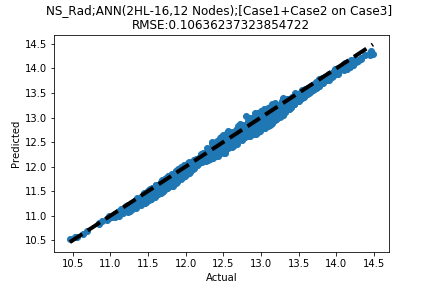 NS_Rad;ANN(2HL-16,12 Nodes);[Case1+Case2 on Case3]
RMSE:0.10636237323854722
14.5
14.0
13.5
13.0
12.5
12.0
11.5
11.0
10.5
Predicted
10.5 11.0 11.5 12.0 12.5 13.0 13.5 14.0 14.5
Actual